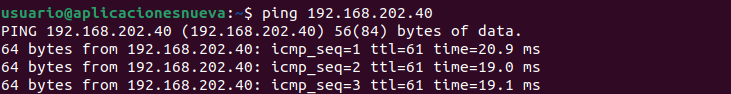 usuario@aplicacionesnueva:~$ ping 192.168.202.40
PING 192.168.202.40 (192.168.202.40) 56(84) bytes of data.
64 bytes from 192.168.202.40: icmp_seq=1 ttl=61 time=20.9 ms
64 bytes from 192.168.202.40: icmp_seq=2 ttl=61 time=19.0 ms
64 bytes from 192.168.202.40: icmp_seq=3 ttl=61 time=19.1 ms